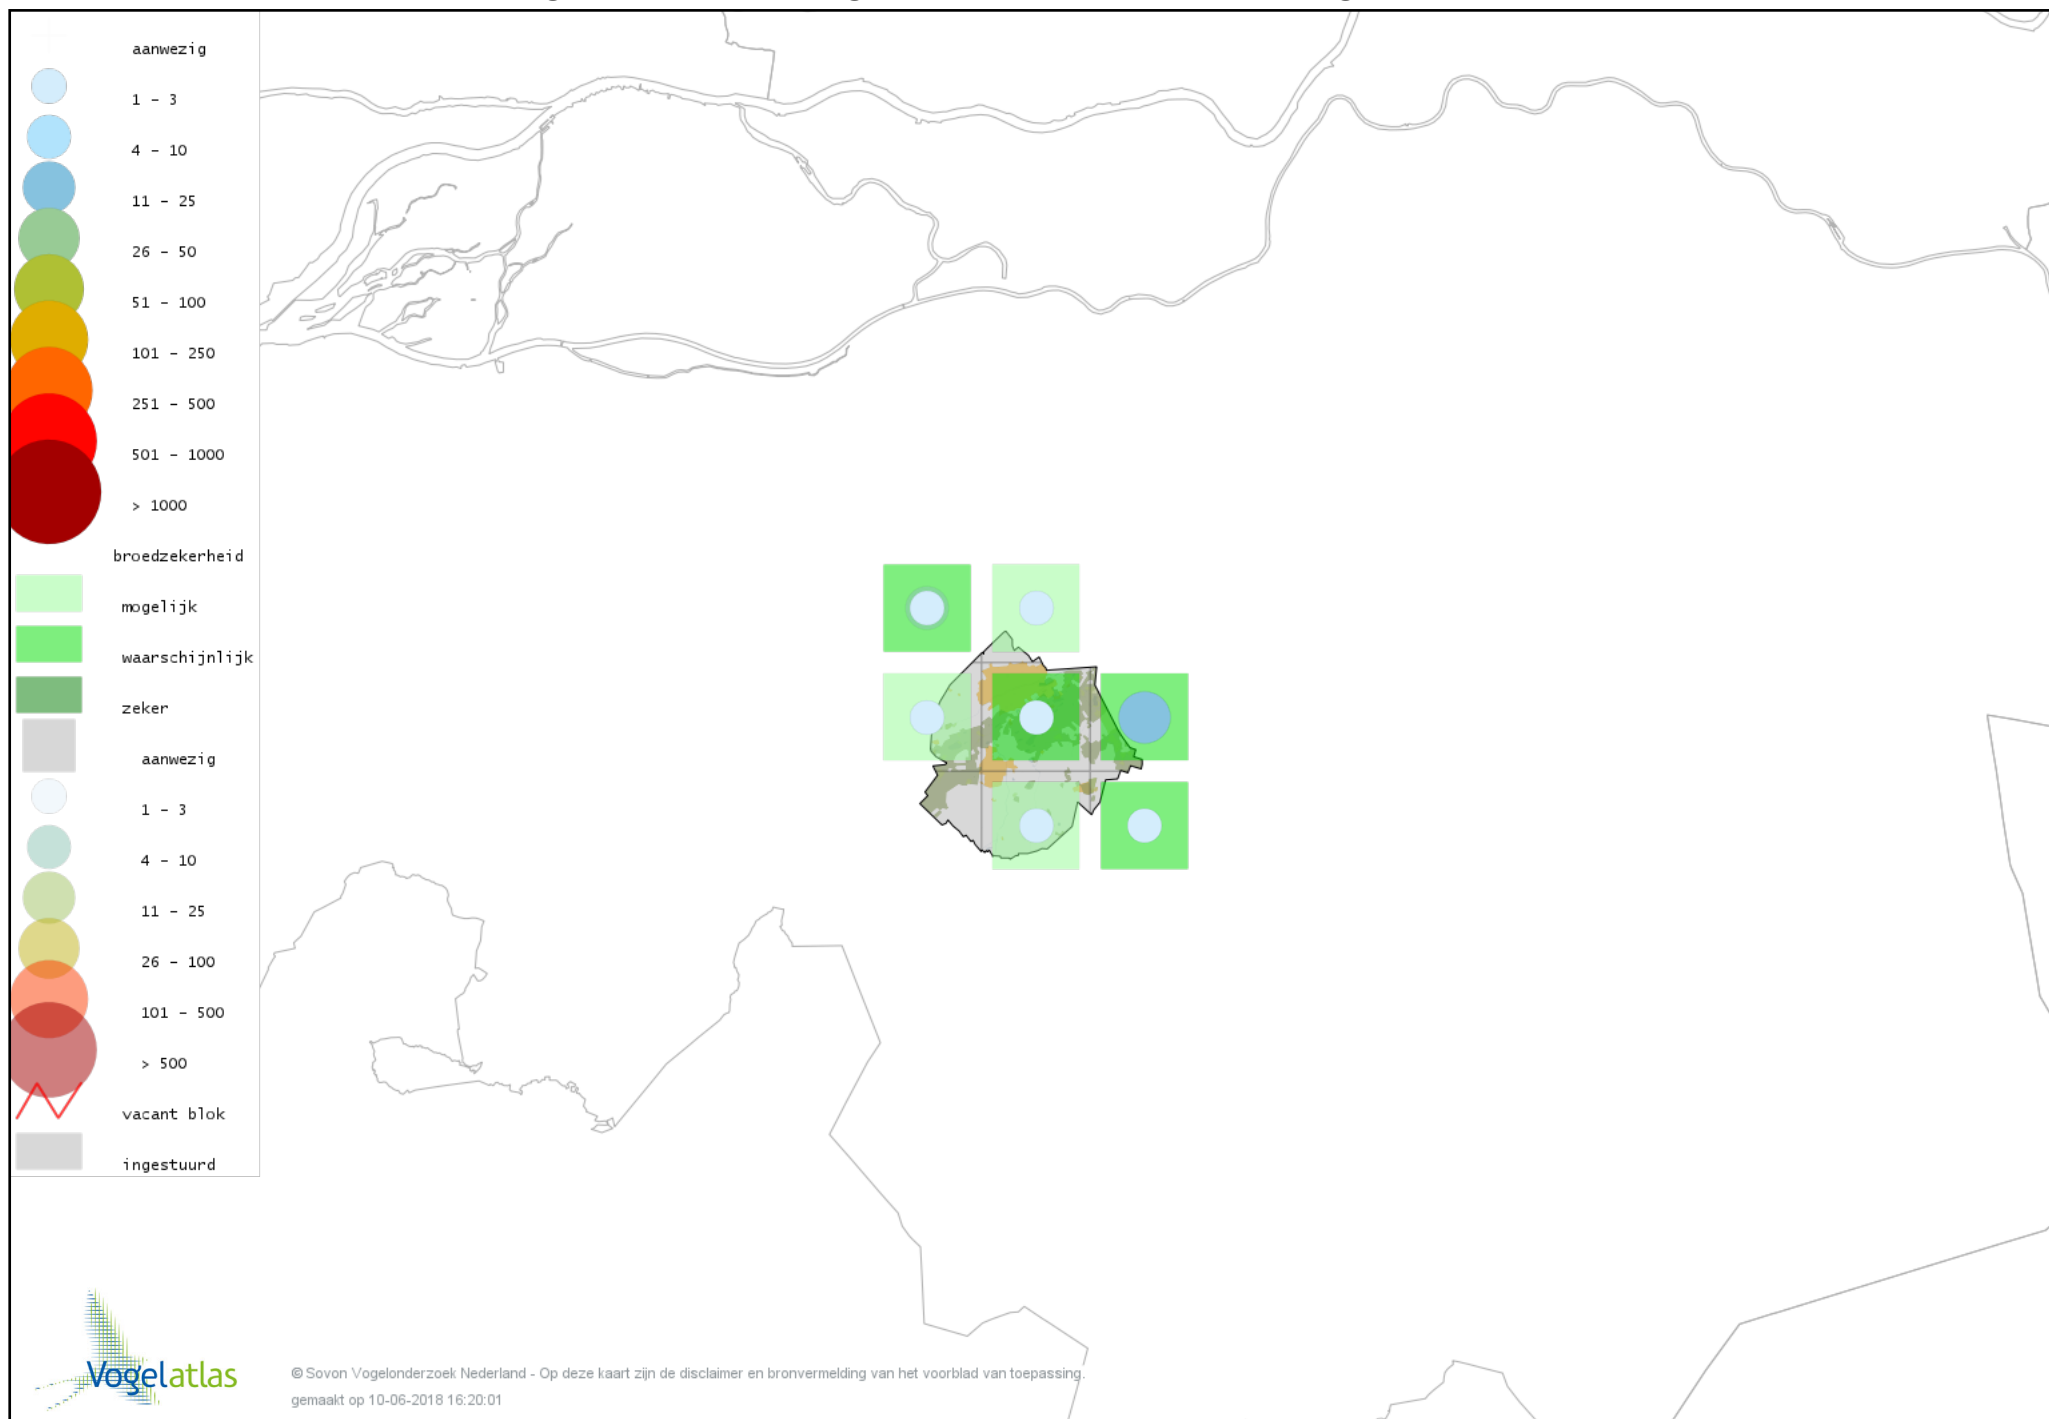 aanwezig
1 - 3
4 - 10
11 - 25
26 - 50
51 - 100
101 - 250
251 - 500
501 - 1000
> 1000
broedzekerheid
mogelijk
waarschijnlijk
zeker
aanwezig
1 - 3
4 - 10
11 - 25
26 - 100
101 - 500
> 500
vacant blok
ingestuurd
Vogelatlas
© Sovon Vogelonderzoek Nederland - Op deze kaart zijn de disclaimer en bronvermelding van het voorblad van toepassing.
gemaakt op 10-06-2018 16:20:01